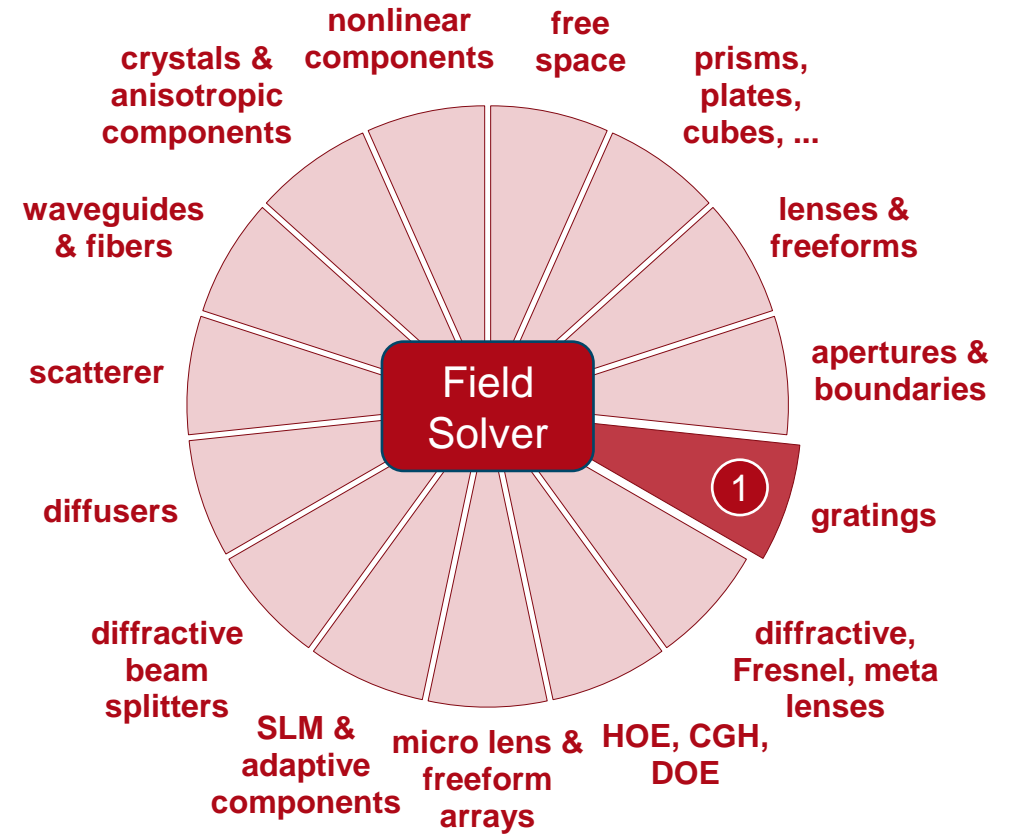 nonlinear
components
free
space
prisms,
plates,
cubes, ...
lenses &
freeforms
apertures &
boundaries
1
gratings
diffractive,
Fresnel, meta
lenses
HOE, CGH,
DOE
micro lens &
freeform
arrays
SLM &
adaptive
components
diffractive
beam
splitters
diffusers
scatterer
waveguides
& fibers
crystals &
anisotropic
components
Field
Solver